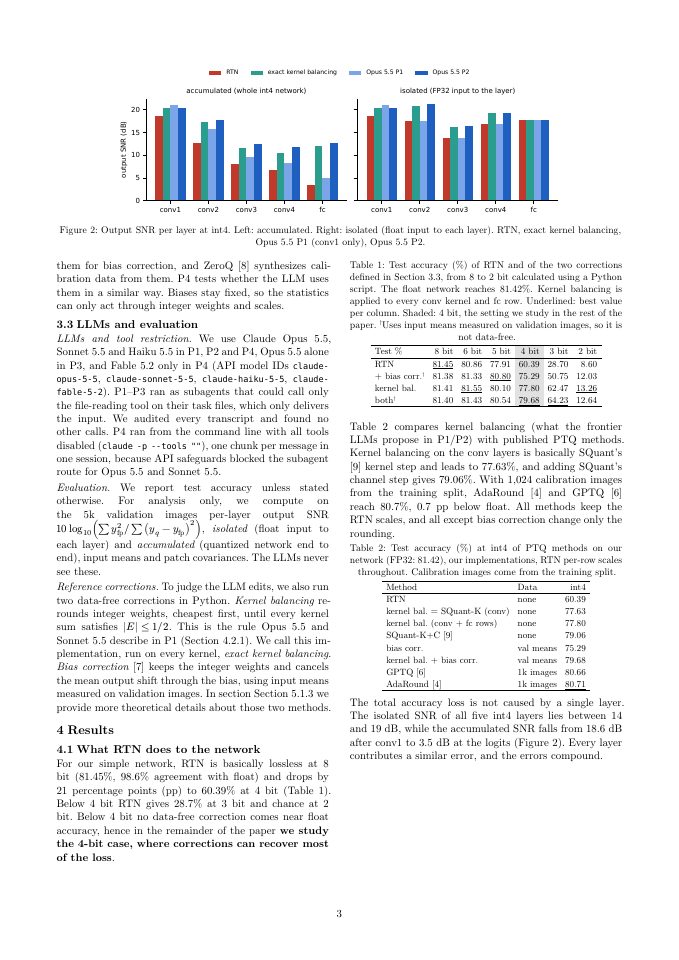 RTN exact kernel balancing Opus 5.5 P1 Opus 5.5 P2
accumulated (whole int4 network) isolated (FP32 input to the layer)
output SNR (dB)
20
15
10
5
0
conv1 conv2 conv3 conv4 fc conv1 conv2 conv3 conv4 fc
Figure 2: Output SNR per layer at int4. Left: accumulated. Right: isolated (float input to each layer). RTN, exact kernel balancing,
Opus 5.5 P1 (conv1 only), Opus 5.5 P2.
them for bias correction, and ZeroQ [8] synthesizes cali-
bration data from them. P4 tests whether the LLM uses
them in a similar way. Biases stay fixed, so the statistics
can only act through integer weights and scales.
3.3 LLMs and evaluation
LLMs and tool restriction. We use Claude Opus 5.5,
Sonnet 5.5 and Haiku 5.5 in P1, P2 and P4, Opus 5.5 alone
in P3, and Fable 5.2 only in P4 (API model IDs claude-
opus-5-5, claude-sonnet-5-5, claude-haiku-5-5, claude-
fable-5-2). P1–P3 ran as subagents that could call only
the file-reading tool on their task files, which only delivers
the input. We audited every transcript and found no
other calls. P4 ran from the command line with all tools
disabled (claude -p --tools ""), one chunk per message in
one session, because API safeguards blocked the subagent
route for Opus 5.5 and Sonnet 5.5.
Evaluation. We report test accuracy unless stated
otherwise. For analysis only, we compute on
the 5k validation images per-layer output SNR
10 log₁₀(∑ y²_fp / ∑ (y_q − y_fp)²), isolated (float input to
each layer) and accumulated (quantized network end to
end), input means and patch covariances. The LLMs never
see these.
Reference corrections. To judge the LLM edits, we also run
two data-free corrections in Python. Kernel balancing re-
rounds integer weights, cheapest first, until every kernel
sum satisfies |E| ≤ 1/2. This is the rule Opus 5.5 and
Sonnet 5.5 describe in P1 (Section 4.2.1). We call this im-
plementation, run on every kernel, exact kernel balancing.
Bias correction [7] keeps the integer weights and cancels
the mean output shift through the bias, using input means
measured on validation images. In section Section 5.1.3 we
provide more theoretical details about those two methods.
4 Results
4.1 What RTN does to the network
For our simple network, RTN is basically lossless at 8
bit (81.45%, 98.6% agreement with float) and drops by
21 percentage points (pp) to 60.39% at 4 bit (Table 1).
Below 4 bit RTN gives 28.7% at 3 bit and chance at 2
bit. Below 4 bit no data-free correction comes near float
accuracy, hence in the remainder of the paper we study
the 4-bit case, where corrections can recover most
of the loss.
Table 1: Test accuracy (%) of RTN and of the two corrections
defined in Section 3.3, from 8 to 2 bit calculated using a Python
script. The float network reaches 81.42%. Kernel balancing is
applied to every conv kernel and fc row. Underlined: best value
per column. Shaded: 4 bit, the setting we study in the rest of the
paper. †Uses input means measured on validation images, so it is
not data-free.
Test % 8 bit 6 bit 5 bit 4 bit 3 bit 2 bit
RTN 81.45 80.86 77.91 60.39 28.70 8.60
+ bias corr.† 81.38 81.33 80.80 75.29 50.75 12.03
kernel bal. 81.41 81.55 80.10 77.80 62.47 13.26
both† 81.40 81.43 80.54 79.68 64.23 12.64
Table 2 compares kernel balancing (what the frontier
LLMs propose in P1/P2) with published PTQ methods.
Kernel balancing on the conv layers is basically SQuant's
[9] kernel step and leads to 77.63%, and adding SQuant's
channel step gives 79.06%. With 1,024 calibration images
from the training split, AdaRound [4] and GPTQ [6]
reach 80.7%, 0.7 pp below float. All methods keep the
RTN scales, and all except bias correction change only the
rounding.
Table 2: Test accuracy (%) at int4 of PTQ methods on our
network (FP32: 81.42), our implementations, RTN per-row scales
throughout. Calibration images come from the training split.
Method Data int4
RTN none 60.39
kernel bal. = SQuant-K (conv) none 77.63
kernel bal. (conv + fc rows) none 77.80
SQuant-K+C [9] none 79.06
bias corr. val means 75.29
kernel bal. + bias corr. val means 79.68
GPTQ [6] 1k images 80.66
AdaRound [4] 1k images 80.71
The total accuracy loss is not caused by a single layer.
The isolated SNR of all five int4 layers lies between 14
and 19 dB, while the accumulated SNR falls from 18.6 dB
after conv1 to 3.5 dB at the logits (Figure 2). Every layer
contributes a similar error, and the errors compound.
3